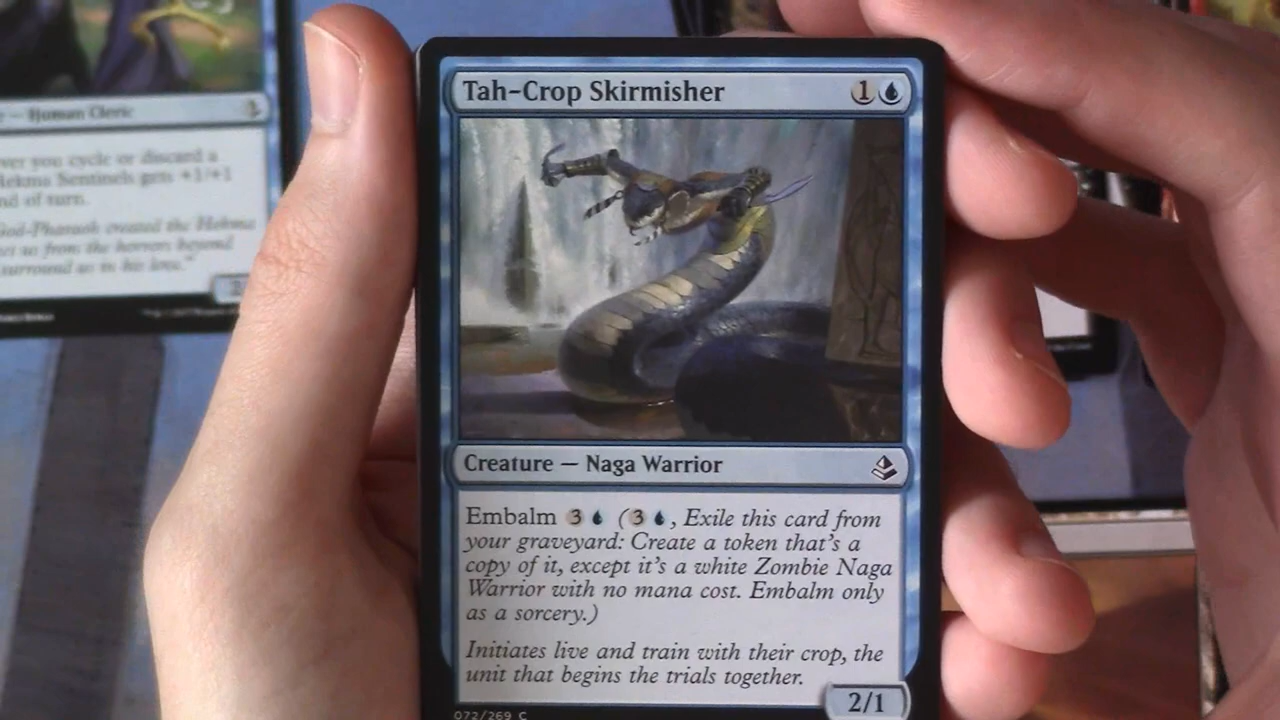 — Human Cleric
you cycle or discard a
Hekma Sentinels gets +1/+1
end of turn.
God-Pharaoh created the Hekma
us from the horrors beyond
surround us in his love."
Tah-Crop Skirmisher 1
Creature — Naga Warrior
Embalm 3 (3 , Exile this card from
your graveyard: Create a token that's a
copy of it, except it's a white Zombie Naga
Warrior with no mana cost. Embalm only
as a sorcery.)
Initiates live and train with their crop, the
unit that begins the trials together.
2/1
072/269 C